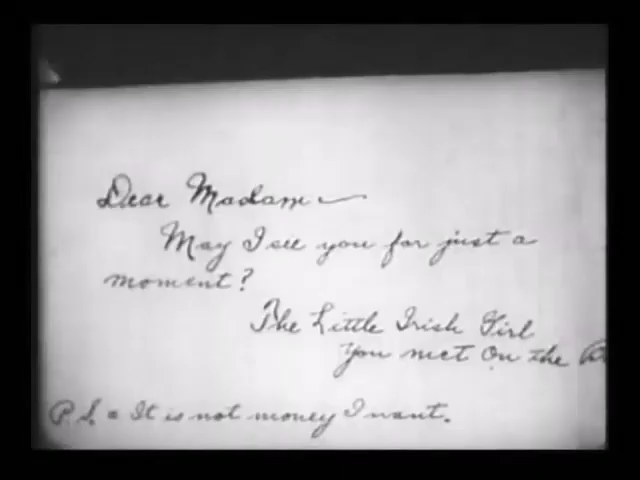 Dear Madam —
May I see you for just a
moment?
The Little Irish Girl
You met On the
P.S. - It is not money I want.